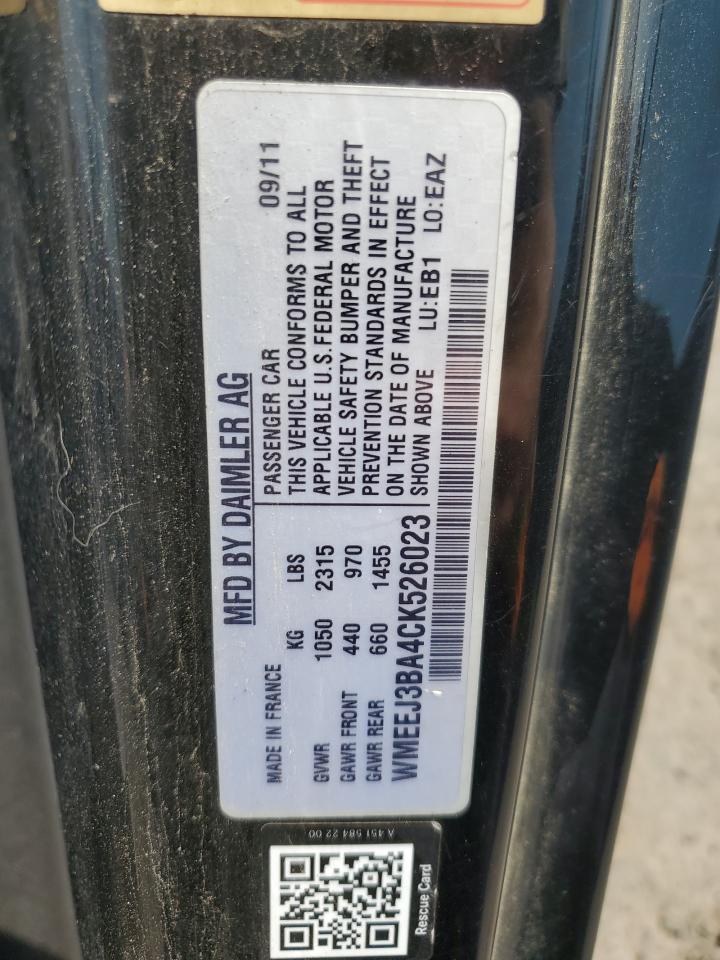 MFD BY DAIMLER AG
MADE IN FRANCE
KG LBS
GVWR 1050 2315
GAWR FRONT 440 970
GAWR REAR 660 1455
WMEEJ3BA4CK526023
PASSENGER CAR 09/11
THIS VEHICLE CONFORMS TO ALL
APPLICABLE U.S. FEDERAL MOTOR
VEHICLE SAFETY BUMPER AND THEFT
PREVENTION STANDARDS IN EFFECT
ON THE DATE OF MANUFACTURE
SHOWN ABOVE
LU:EB1 LO:EAZ
A 451 584 22 00
Rescue Card